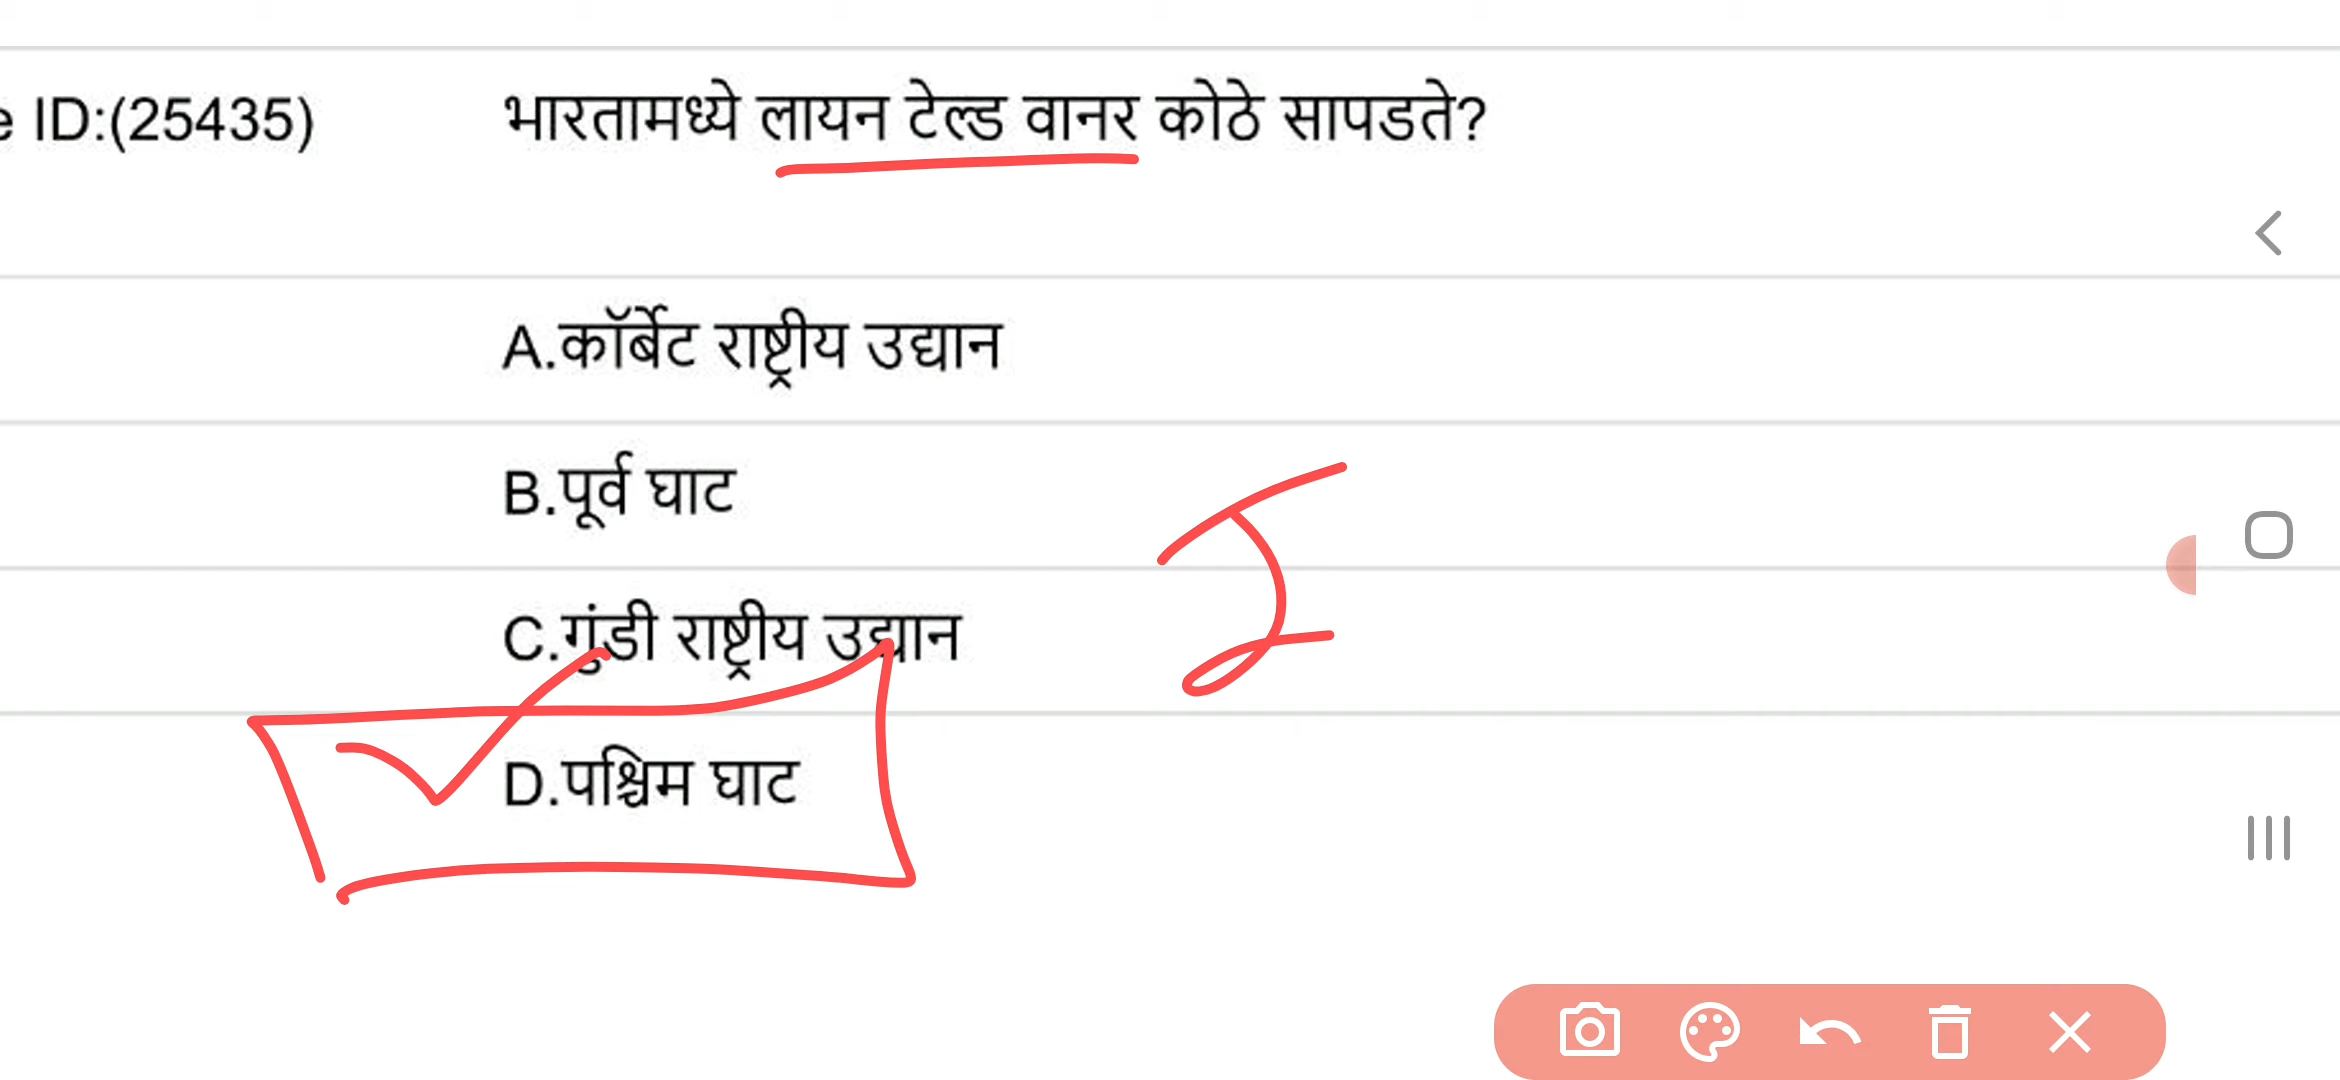 e ID:(25435) भारतामध्ये लायन टेल्ड वानर कोठे सापडते?
A.कॉर्बेट राष्ट्रीय उद्यान
B.पूर्व घाट
C.गुंडी राष्ट्रीय उद्यान
D.पश्चिम घाट